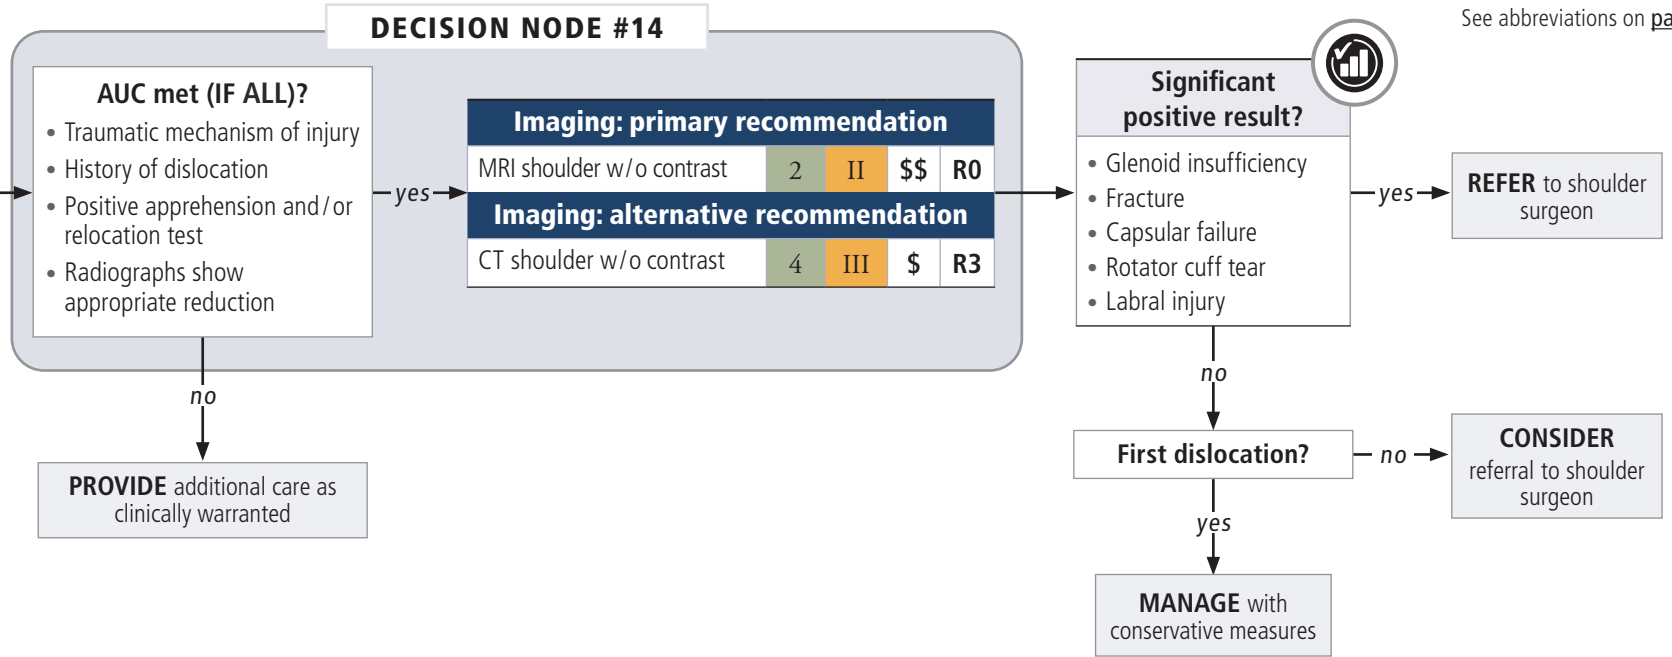 See abbreviations on pa
DECISION NODE #14
AUC met (IF ALL)?
• Traumatic mechanism of injury
• History of dislocation
• Positive apprehension and/or
relocation test
• Radiographs show
appropriate reduction
yes
Imaging: primary recommendation
MRI shoulder w/o contrast 2 II $$ R0
Imaging: alternative recommendation
CT shoulder w/o contrast 4 III $ R3
no
PROVIDE additional care as
clinically warranted
Significant
positive result?
• Glenoid insufficiency
• Fracture
• Capsular failure
• Rotator cuff tear
• Labral injury
yes
REFER to shoulder
surgeon
no
First dislocation?
no
CONSIDER
referral to shoulder
surgeon
yes
MANAGE with
conservative measures